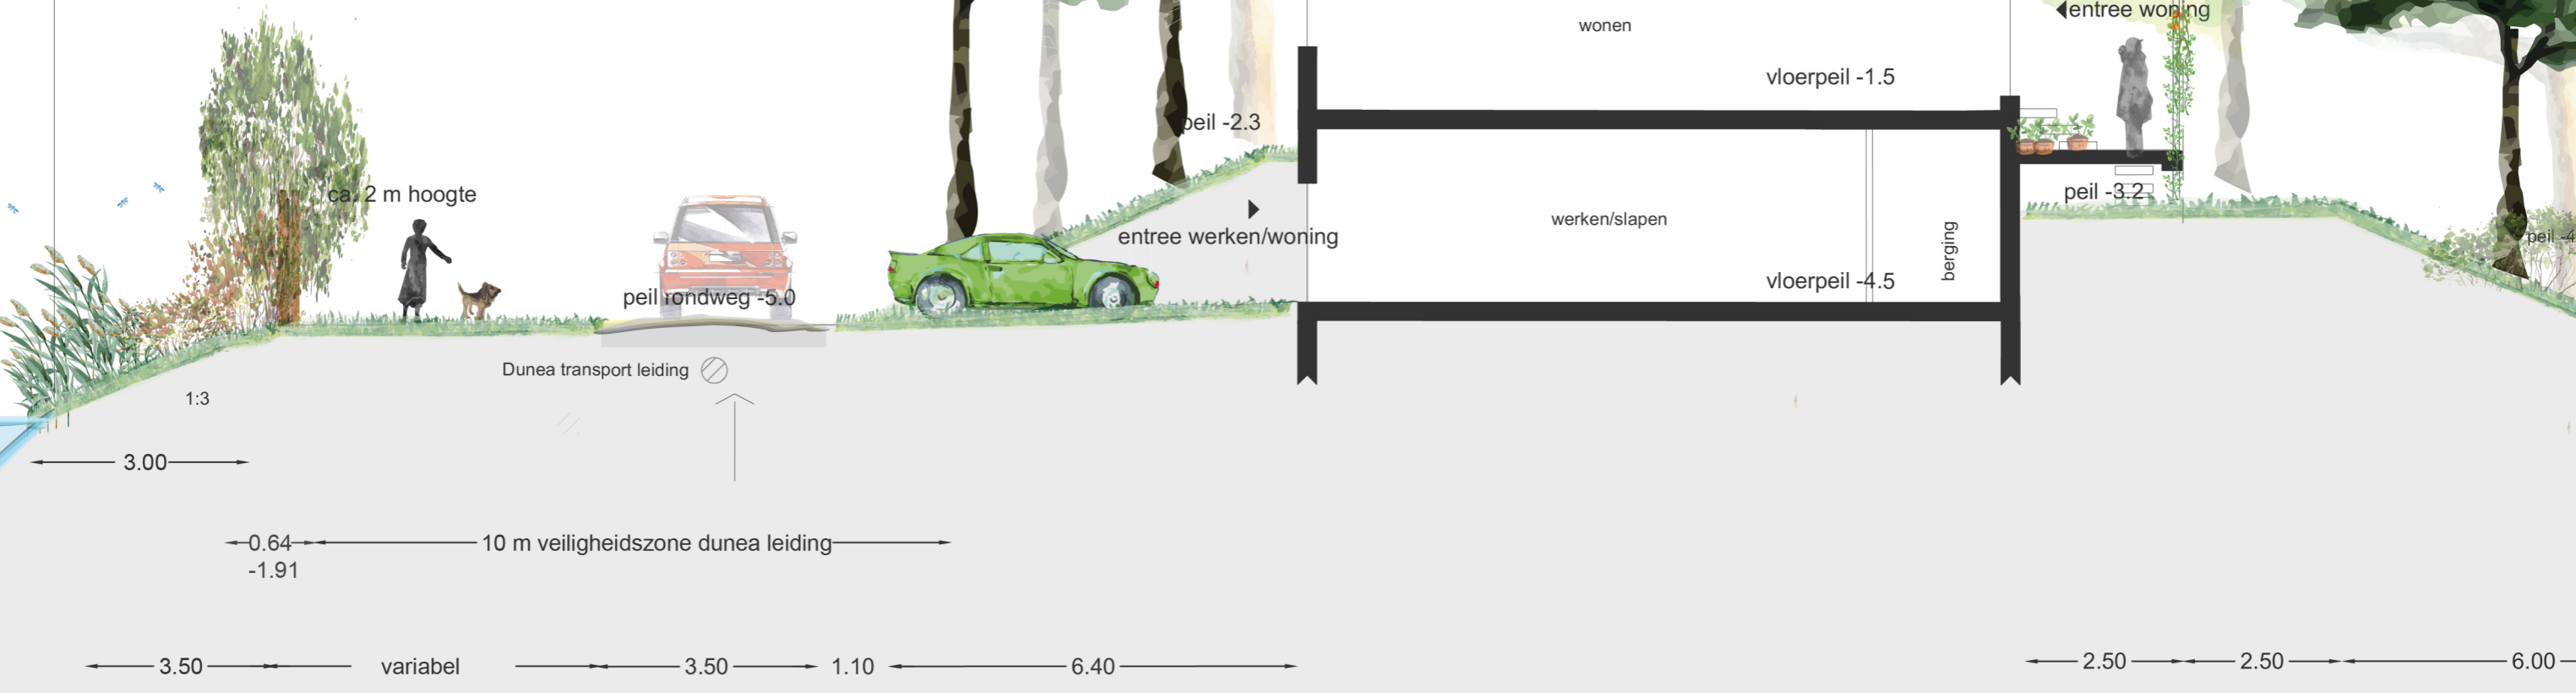 entree woning
wonen
vloerpeil -1.5
peil -2.3
ca. 2 m hoogte
peil -3.2
werken/slapen
entree werken/woning
berging
peil -4
vloerpeil -4.5
peil rondweg -5.0
Dunea transport leiding
1:3
3.00
0.64
10 m veiligheidszone dunea leiding
-1.91
3.50
variabel
3.50
1.10
6.40
2.50
2.50
6.00